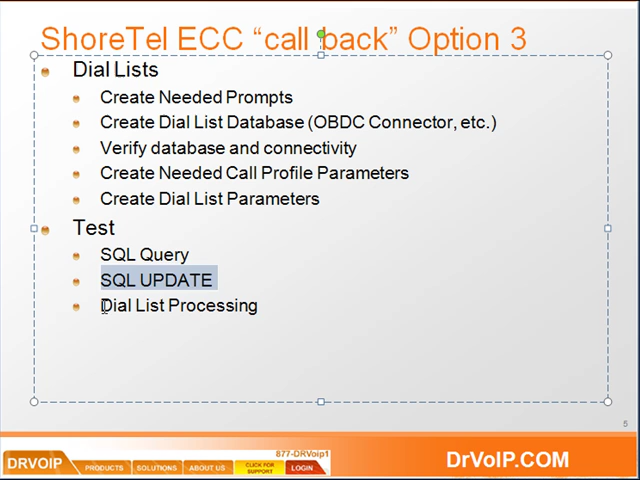 ShoreTel ECC “call back” Option 3
Dial Lists
Create Needed Prompts
Create Dial List Database (OBDC Connector, etc.)
Verify database and connectivity
Create Needed Call Profile Parameters
Create Dial List Parameters
Test
SQL Query
SQL UPDATE
Dial List Processing
5
877-DRVoip1
DRVOIP
PRODUCTS
SOLUTIONS
ABOUT US
CLICK FOR
SUPPORT
LOGIN
DrVoIP.COM